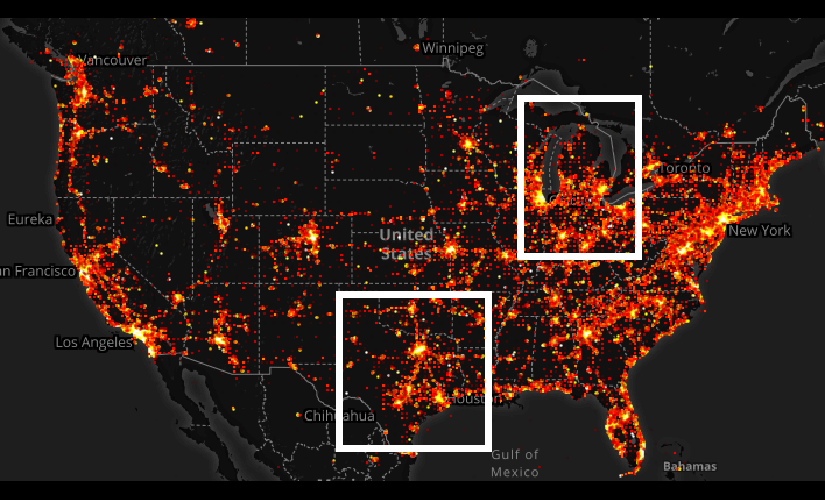 Winnipeg
Vancouver
Toronto
Eureka
New York
United
States
an Francisco
Los Angeles
Houston
Chihuahua
Gulf of
Mexico
Bahamas